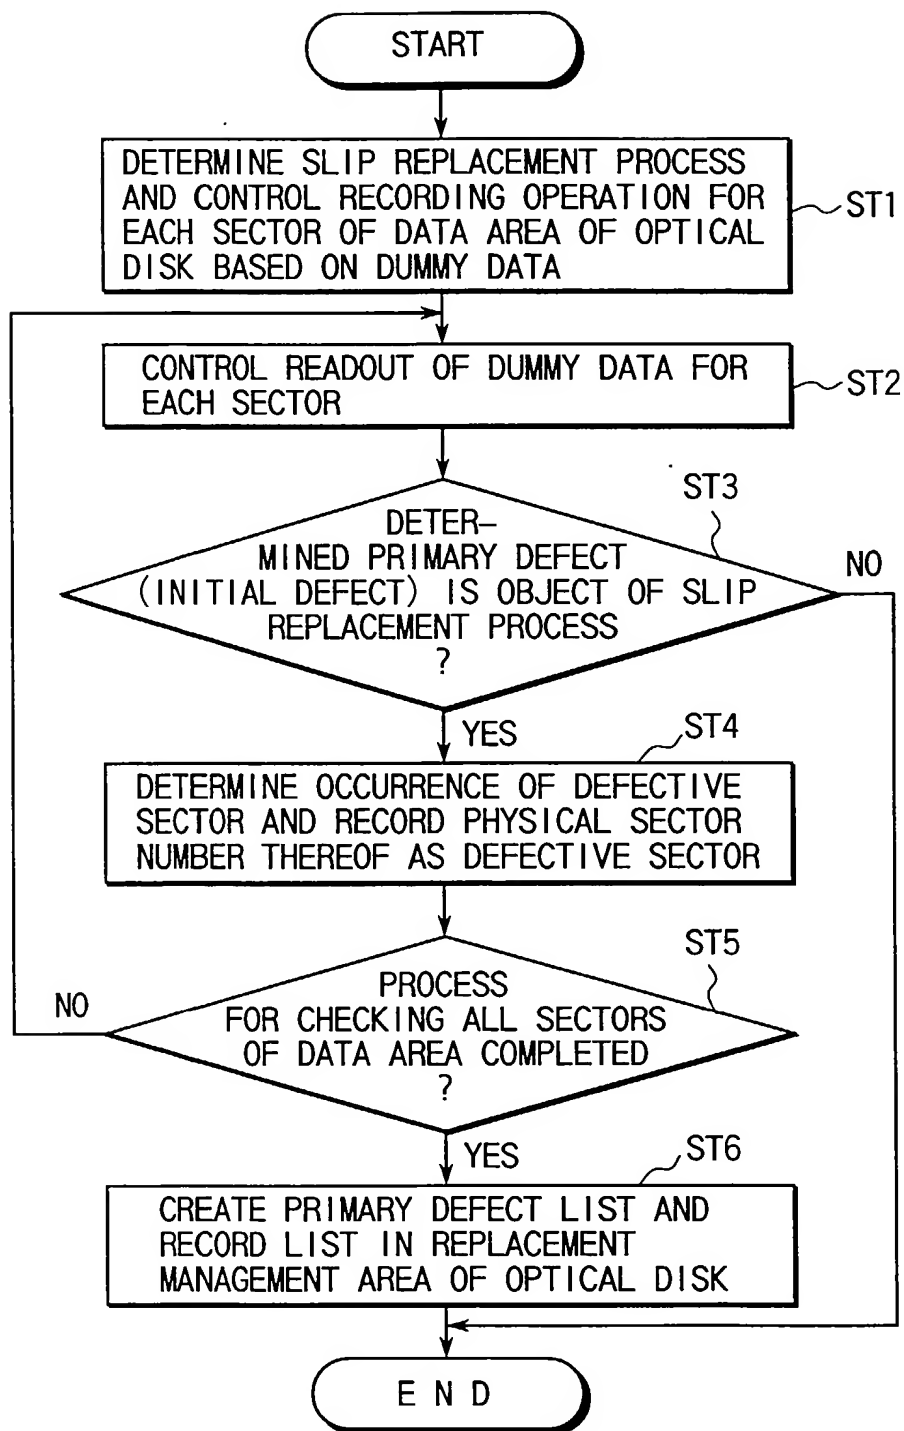 START
DETERMINE SLIP REPLACEMENT PROCESS
AND CONTROL RECORDING OPERATION FOR
EACH SECTOR OF DATA AREA OF OPTICAL
DISK BASED ON DUMMY DATA
ST1
CONTROL READOUT OF DUMMY DATA FOR
EACH SECTOR
ST2
ST3
DETER-
MINED PRIMARY DEFECT
(INITIAL DEFECT) IS OBJECT OF SLIP
REPLACEMENT PROCESS
?
NO
YES
ST4
DETERMINE OCCURRENCE OF DEFECTIVE
SECTOR AND RECORD PHYSICAL SECTOR
NUMBER THEREOF AS DEFECTIVE SECTOR
ST5
PROCESS
FOR CHECKING ALL SECTORS
OF DATA AREA COMPLETED
?
NO
YES
ST6
CREATE PRIMARY DEFECT LIST AND
RECORD LIST IN REPLACEMENT
MANAGEMENT AREA OF OPTICAL DISK
E N D